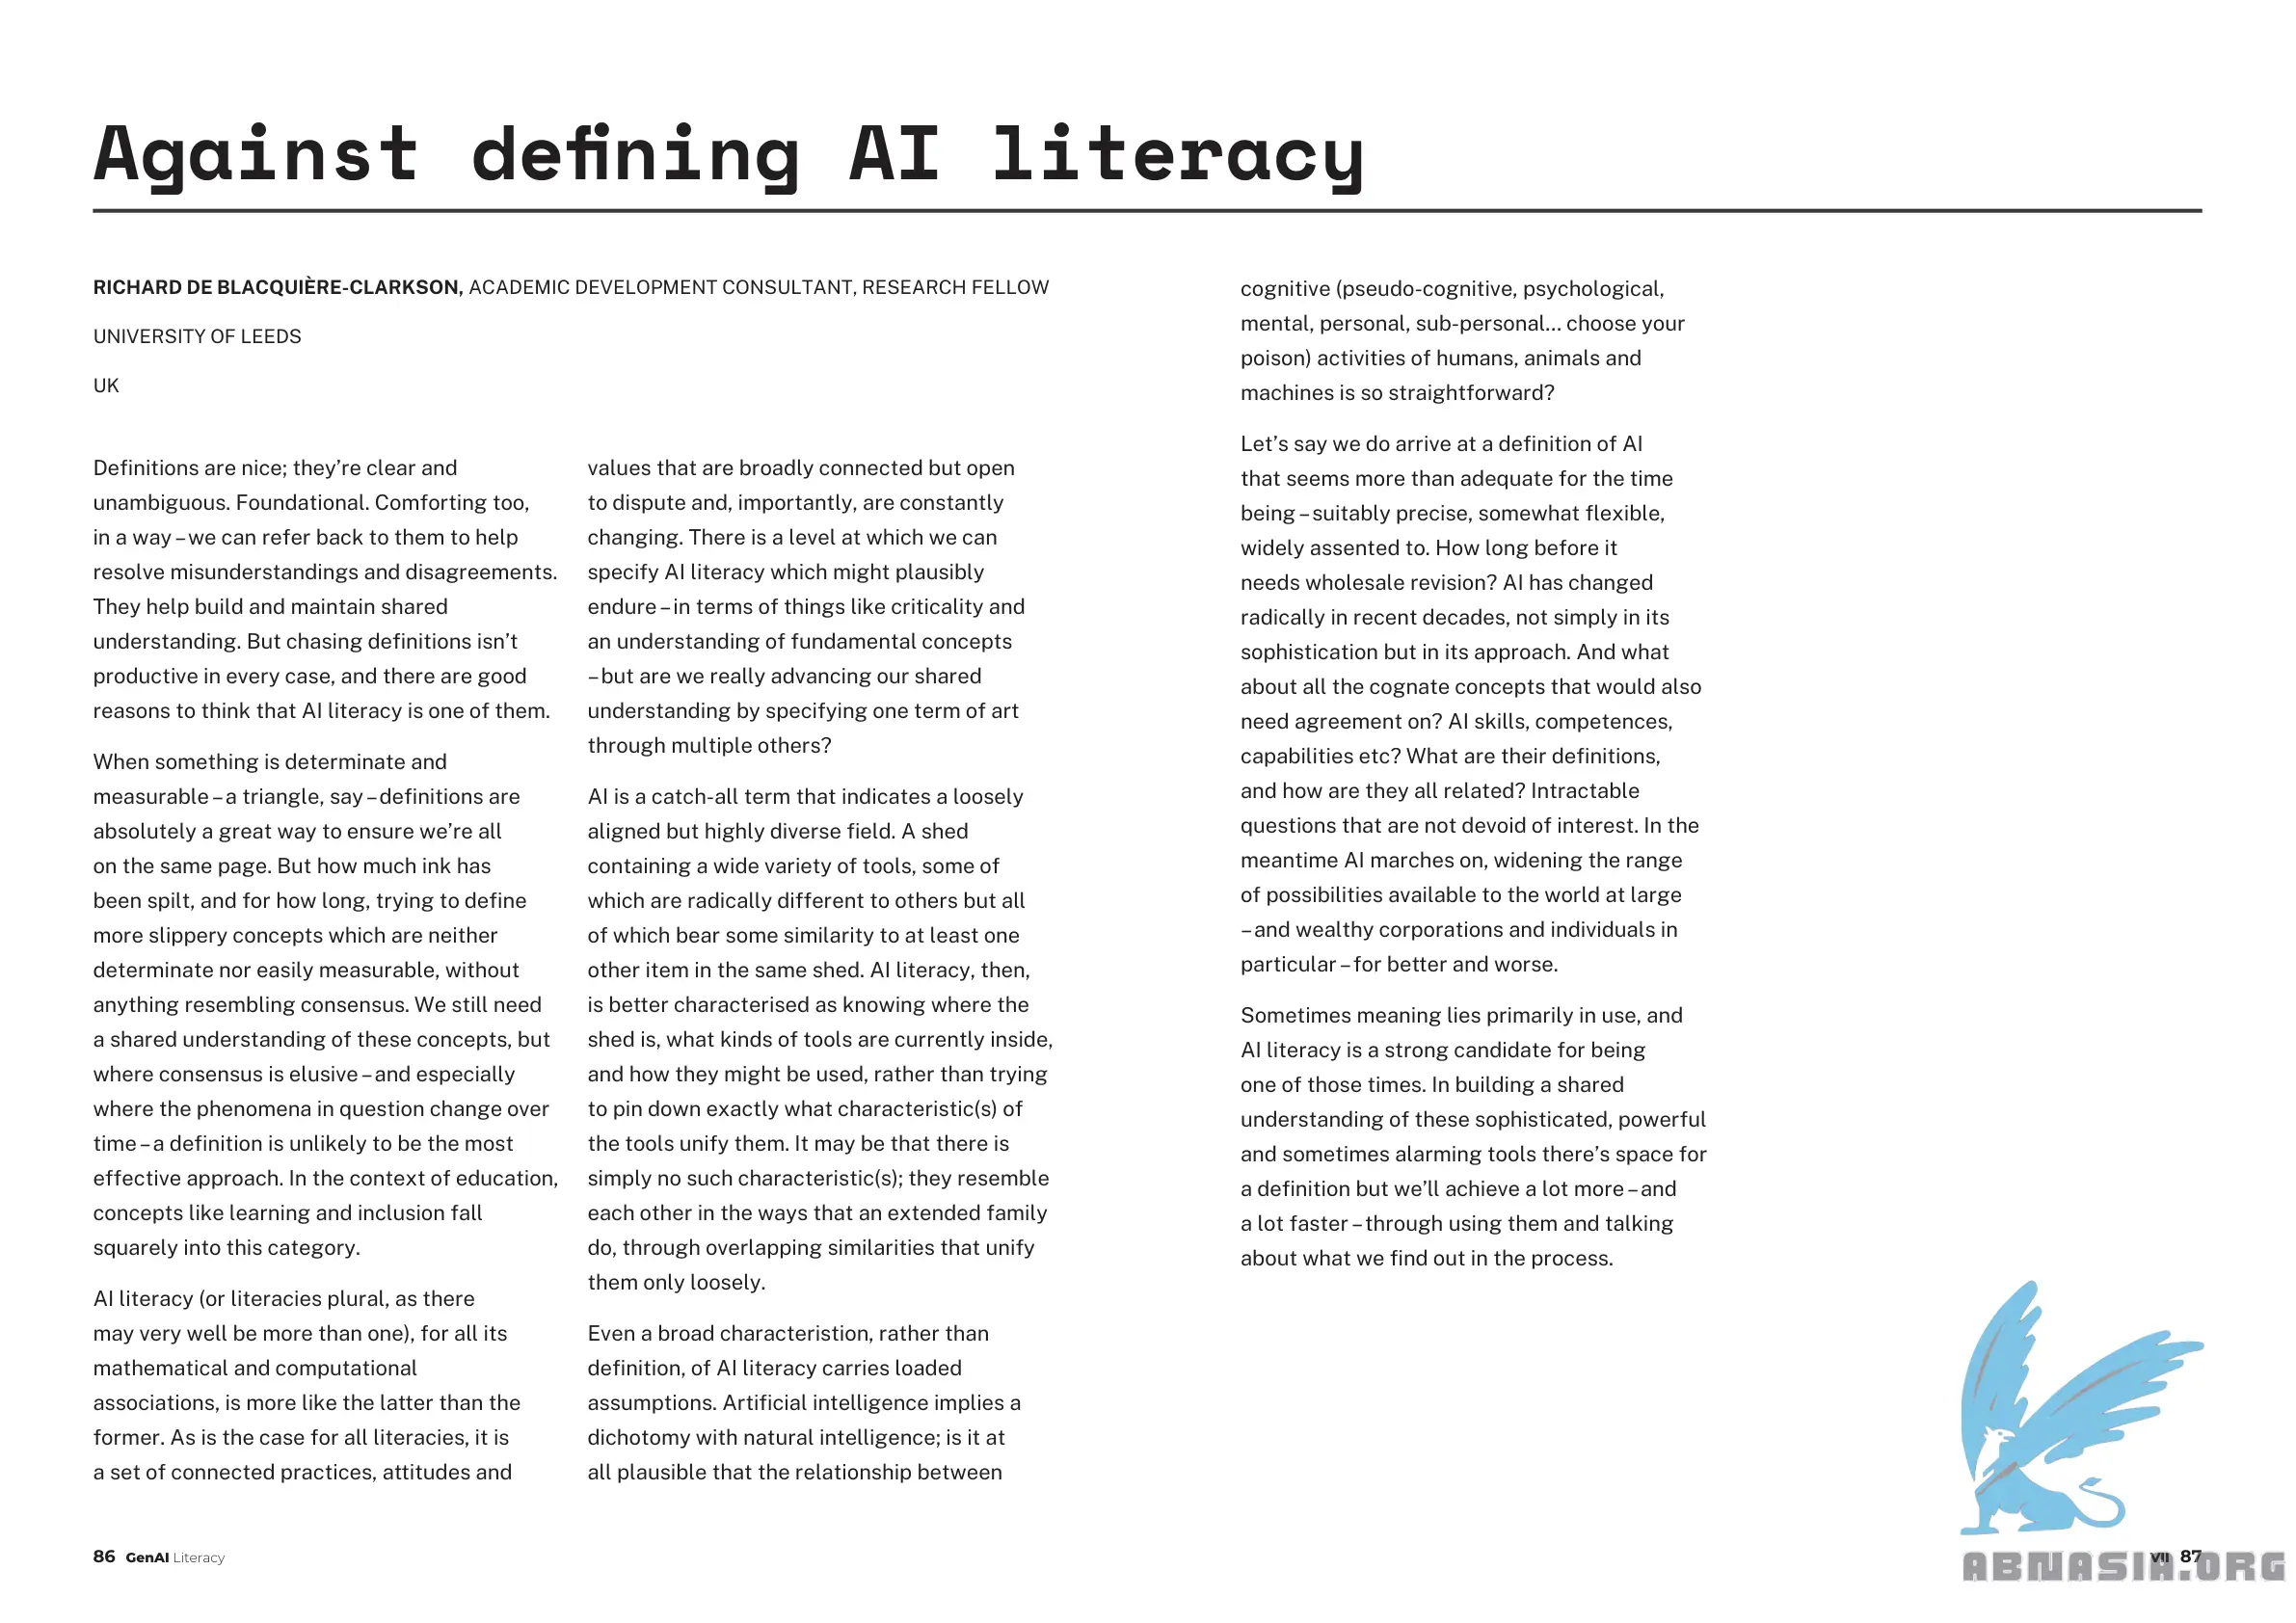 Against defining AI literacy
RICHARD DE BLACQUIÈRE-CLARKSON, ACADEMIC DEVELOPMENT CONSULTANT, RESEARCH FELLOW
UNIVERSITY OF LEEDS
UK
Definitions are nice; they’re clear and
unambiguous. Foundational. Comforting too,
in a way – we can refer back to them to help
resolve misunderstandings and disagreements.
They help build and maintain shared
understanding. But chasing definitions isn’t
productive in every case, and there are good
reasons to think that AI literacy is one of them.
When something is determinate and
measurable – a triangle, say – definitions are
absolutely a great way to ensure we’re all
on the same page. But how much ink has
been spilt, and for how long, trying to define
more slippery concepts which are neither
determinate nor easily measurable, without
anything resembling consensus. We still need
a shared understanding of these concepts, but
where consensus is elusive – and especially
where the phenomena in question change over
time – a definition is unlikely to be the most
effective approach. In the context of education,
concepts like learning and inclusion fall
squarely into this category.
AI literacy (or literacies plural, as there
may very well be more than one), for all its
mathematical and computational
associations, is more like the latter than the
former. As is the case for all literacies, it is
a set of connected practices, attitudes and
values that are broadly connected but open
to dispute and, importantly, are constantly
changing. There is a level at which we can
specify AI literacy which might plausibly
endure – in terms of things like criticality and
an understanding of fundamental concepts
– but are we really advancing our shared
understanding by specifying one term of art
through multiple others?
AI is a catch-all term that indicates a loosely
aligned but highly diverse field. A shed
containing a wide variety of tools, some of
which are radically different to others but all
of which bear some similarity to at least one
other item in the same shed. AI literacy, then,
is better characterised as knowing where the
shed is, what kinds of tools are currently inside,
and how they might be used, rather than trying
to pin down exactly what characteristic(s) of
the tools unify them. It may be that there is
simply no such characteristic(s); they resemble
each other in the ways that an extended family
do, through overlapping similarities that unify
them only loosely.
Even a broad characteristion, rather than
definition, of AI literacy carries loaded
assumptions. Artificial intelligence implies a
dichotomy with natural intelligence; is it at
all plausible that the relationship between
cognitive (pseudo-cognitive, psychological,
mental, personal, sub-personal... choose your
poison) activities of humans, animals and
machines is so straightforward?
Let’s say we do arrive at a definition of AI
that seems more than adequate for the time
being – suitably precise, somewhat flexible,
widely assented to. How long before it
needs wholesale revision? AI has changed
radically in recent decades, not simply in its
sophistication but in its approach. And what
about all the cognate concepts that would also
need agreement on? AI skills, competences,
capabilities etc? What are their definitions,
and how are they all related? Intractable
questions that are not devoid of interest. In the
meantime AI marches on, widening the range
of possibilities available to the world at large
– and wealthy corporations and individuals in
particular – for better and worse.
Sometimes meaning lies primarily in use, and
AI literacy is a strong candidate for being
one of those times. In building a shared
understanding of these sophisticated, powerful
and sometimes alarming tools there’s space for
a definition but we’ll achieve a lot more – and
a lot faster – through using them and talking
about what we find out in the process.
86 GenAI Literacy
VII 87
ABNASIA.ORG